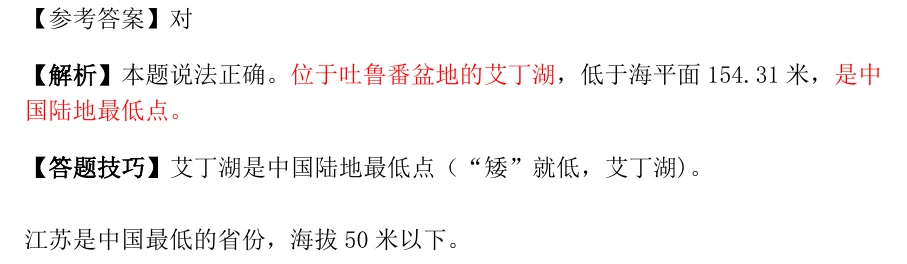 【参考答案】对
【解析】本题说法正确。位于吐鲁番盆地的艾丁湖，低于海平面 154.31 米，是中
国陆地最低点。
【答题技巧】艾丁湖是中国陆地最低点（“矮”就低，艾丁湖)。
江苏是中国最低的省份，海拔 50 米以下。